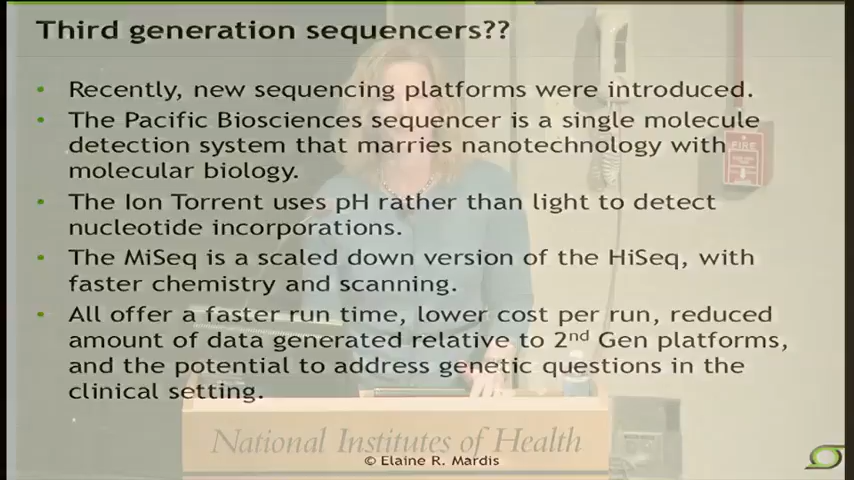 Third generation sequencers??
• Recently, new sequencing platforms were introduced.
• The Pacific Biosciences sequencer is a single molecule
detection system that marries nanotechnology with
molecular biology.
• The Ion Torrent uses pH rather than light to detect
nucleotide incorporations.
• The MiSeq is a scaled down version of the HiSeq, with
faster chemistry and scanning.
• All offer a faster run time, lower cost per run, reduced
amount of data generated relative to 2nd Gen platforms,
and the potential to address genetic questions in the
clinical setting.
National Institutes of Health
© Elaine R. Mardis
FIRE